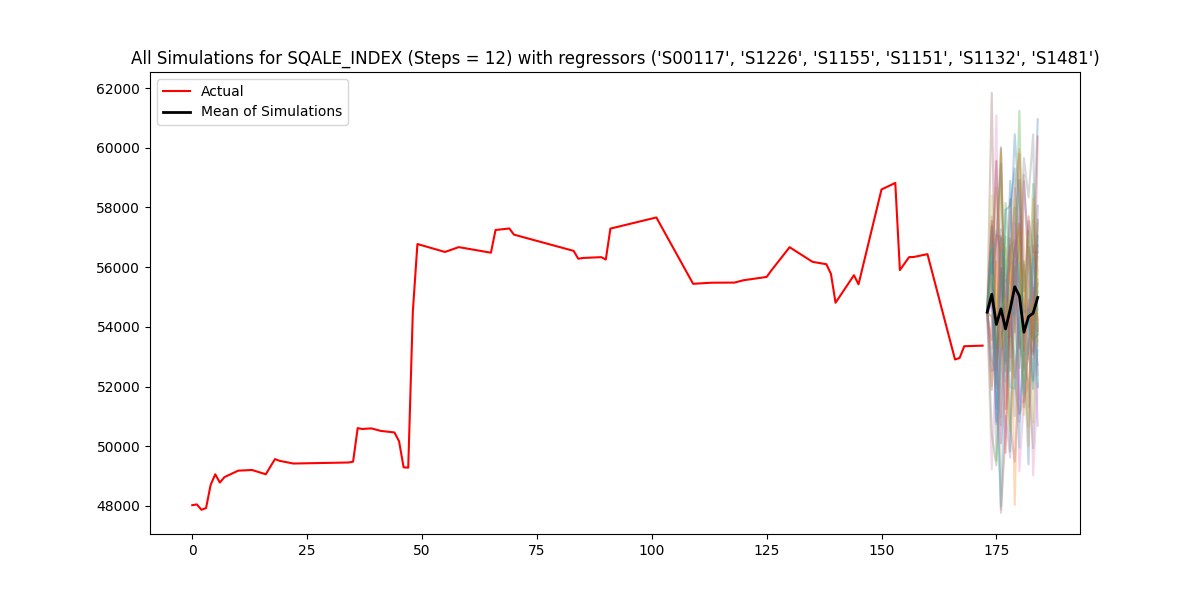 All Simulations for SQALE_INDEX (Steps = 12) with regressors ('S00117', 'S1226', 'S1155', 'S1151', 'S1132', 'S1481')
Actual
Mean of Simulations
62000
60000
58000
56000
54000
52000
50000
48000
0 25 50 75 100 125 150 175